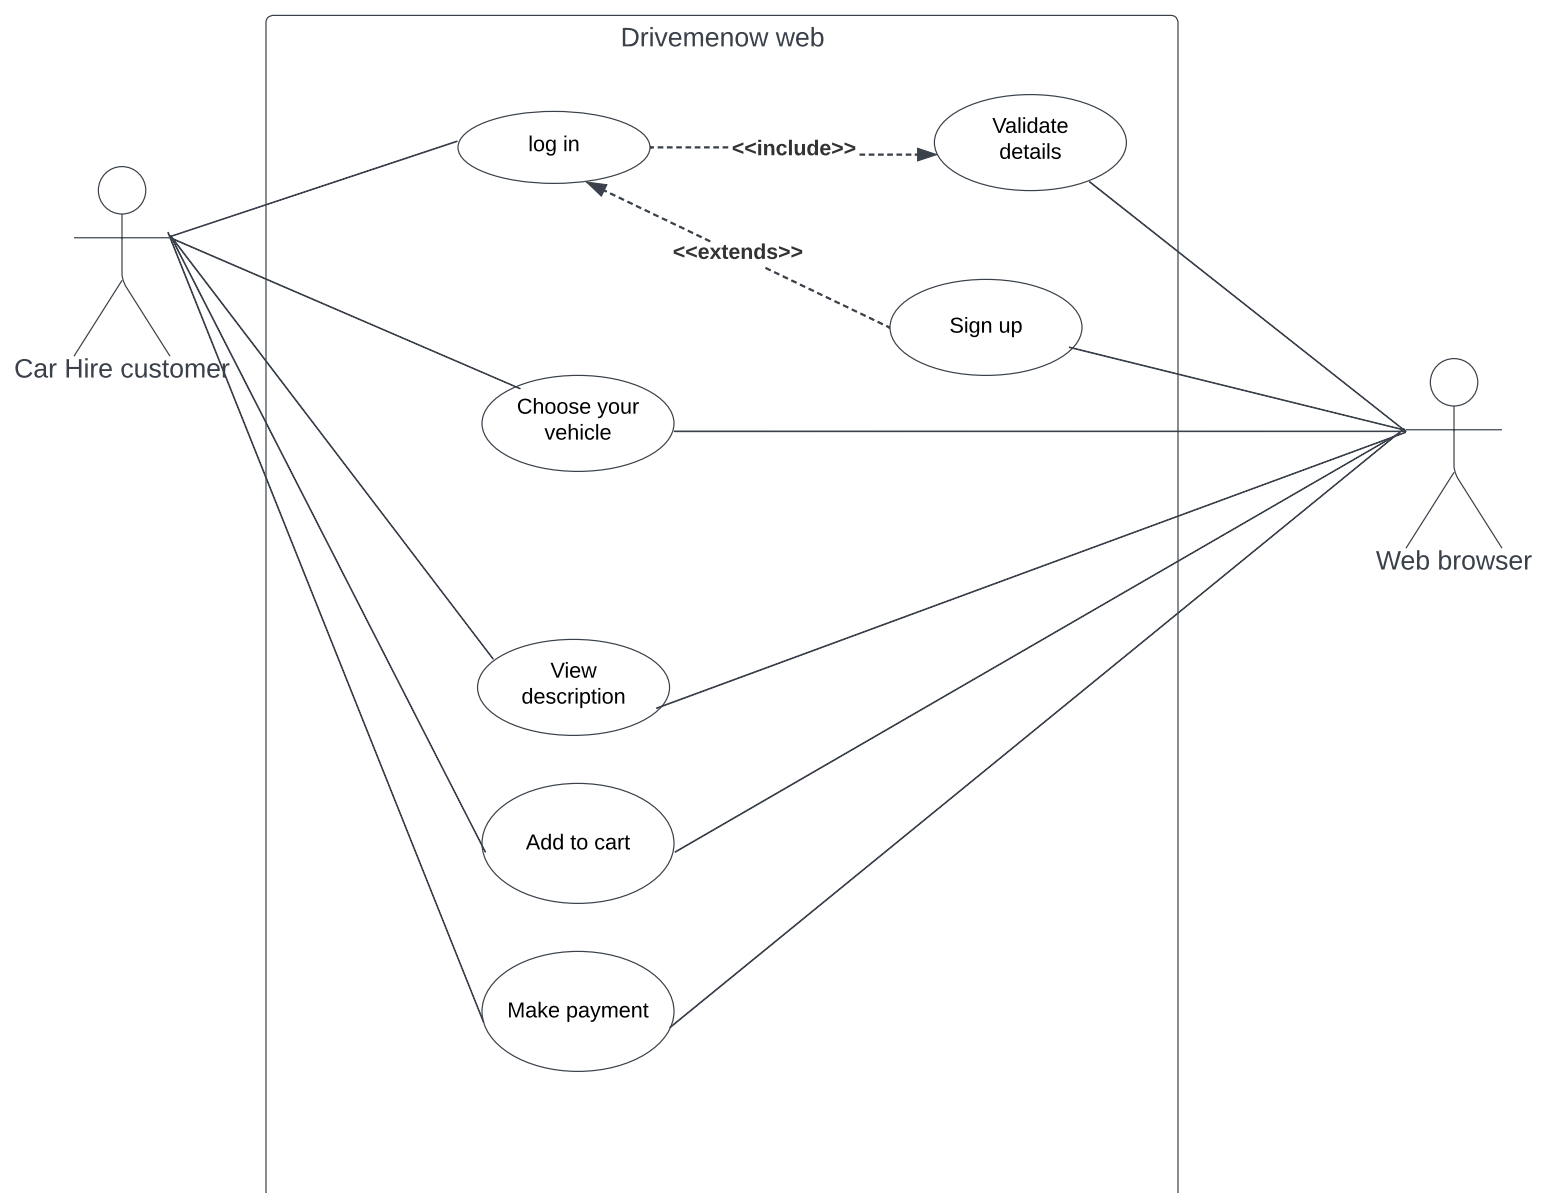 Drivemenow web
log in
<<include>>
Validate
details
<<extends>>
Sign up
Car Hire customer
Choose your
vehicle
Web browser
View
description
Add to cart
Make payment